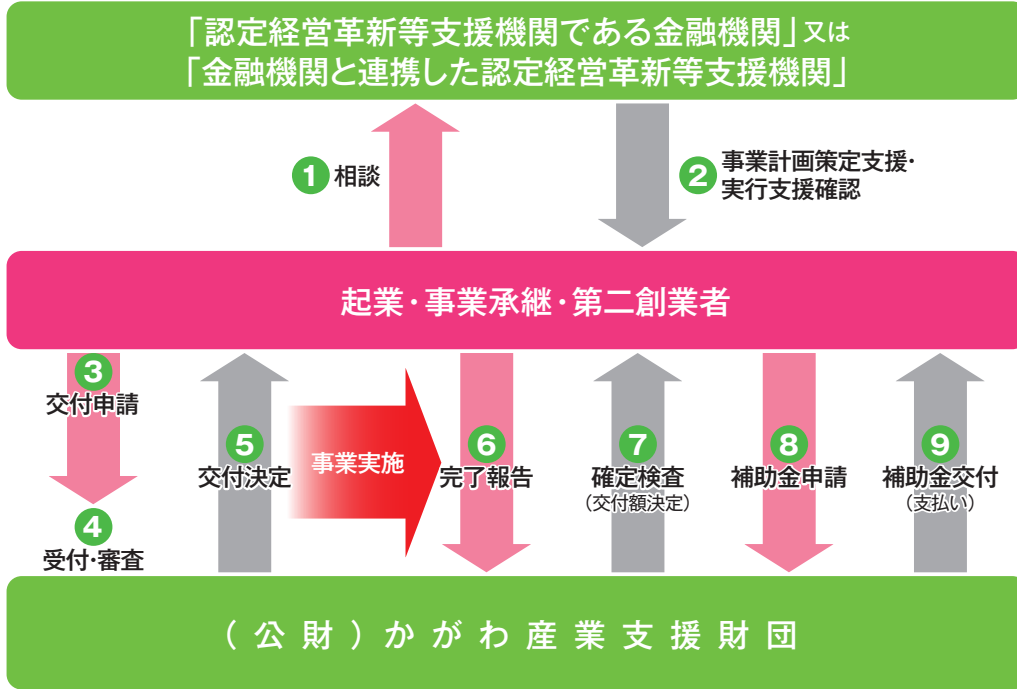 「認定経営革新等支援機関である金融機関」又は
「金融機関と連携した認定経営革新等支援機関」
1 相談
2 事業計画策定支援・
実行支援確認
起業・事業承継・第二創業者
3
交付申請
4
受付・審査
5
交付決定
事業実施
6
完了報告
7
確定検査
（交付額決定）
8
補助金申請
9
補助金交付
（支払い）
（公財）かがわ産業支援財団